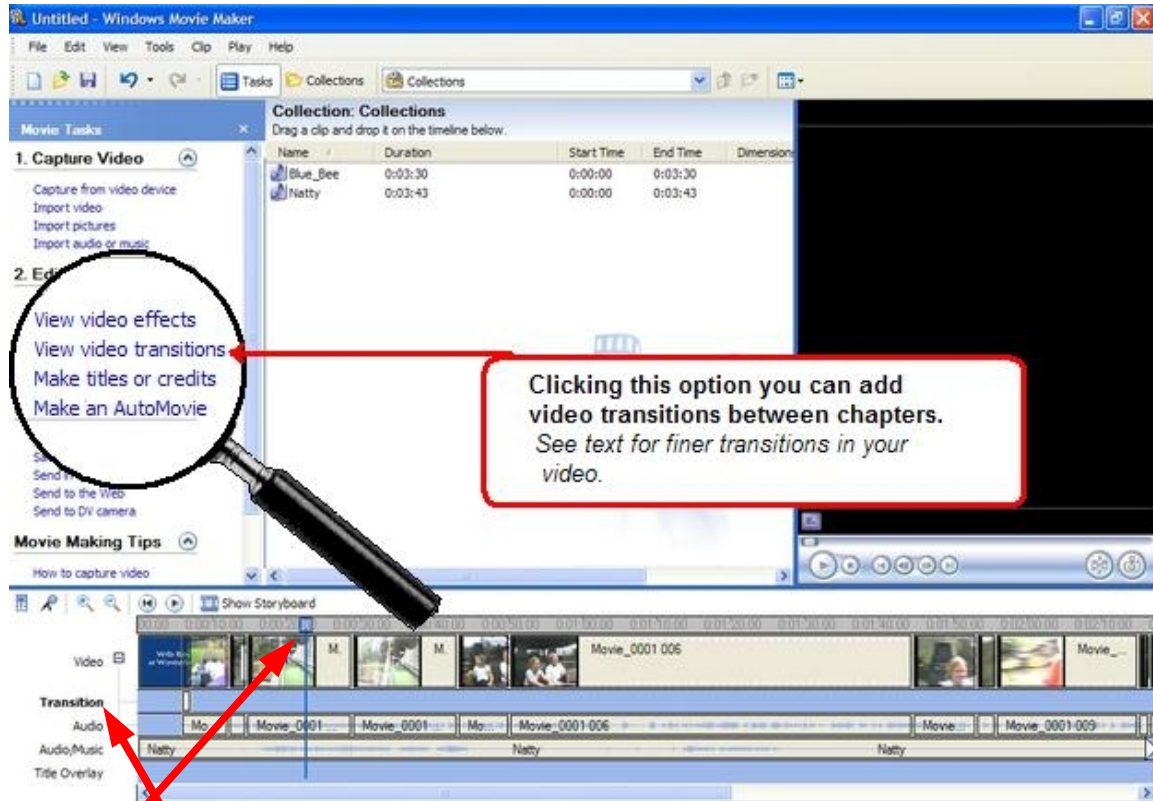 Untitled - Windows Movie Maker
File Edit View Tools Clip Play Help
Tasks Collections Collections
Movie Tasks
1. Capture Video
Capture from video device
Import video
Import pictures
Import audio or music
2. Ed
View video effects
View video transitions
Make titles or credits
Make an AutoMovie
Send to the Web
Send to DV camera
Movie Making Tips
How to capture video
Collection: Collections
Drag a clip and drop it on the timeline below.
Name Duration Start Time End Time Dimension
Blue_Bee 0:03:30 0:00:00 0:03:30
Natty 0:03:43 0:00:00 0:03:43
Clicking this option you can add
video transitions between chapters.
See text for finer transitions in your
video.
Show Storyboard
Video M. M. Movie_0001 006 Movie_...
Transition
Audio Mo... Movie_0001 ... Movie_0001 ... Mo... Movie_0001 006 Movie... Movie_0001 009
Audio/Music Natty Natty Natty
Title Overlay